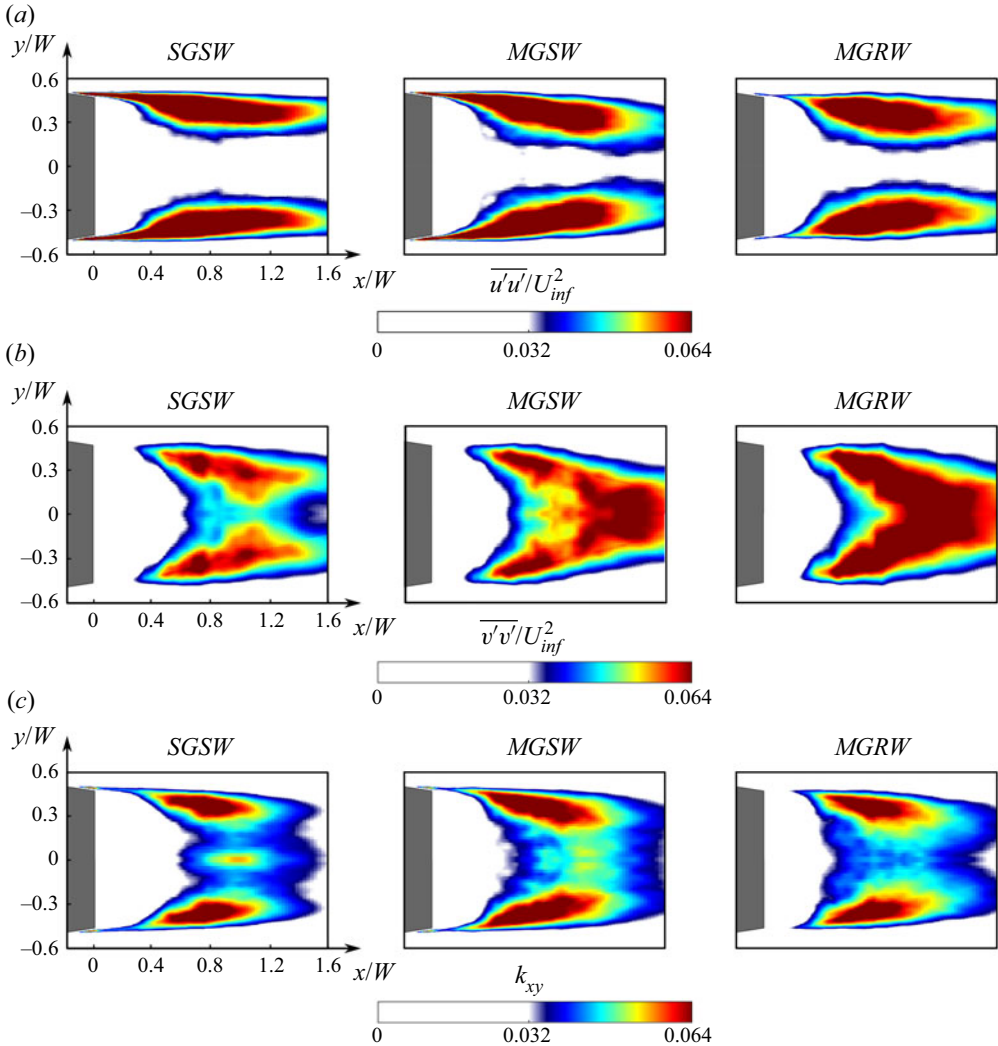 (a)
y/W SGSW MGSW MGRW
0.6
0.3
0
–0.3
–0.6
0 0.4 0.8 1.2 1.6
x/W
u′u′/U²inf
0 0.032 0.064
(b)
y/W SGSW MGSW MGRW
0.6
0.3
0
–0.3
–0.6
0 0.4 0.8 1.2 1.6
x/W
v′v′/U²inf
0 0.032 0.064
(c)
y/W SGSW MGSW MGRW
0.6
0.3
0
–0.3
–0.6
0 0.4 0.8 1.2 1.6
x/W
kxy
0 0.032 0.064